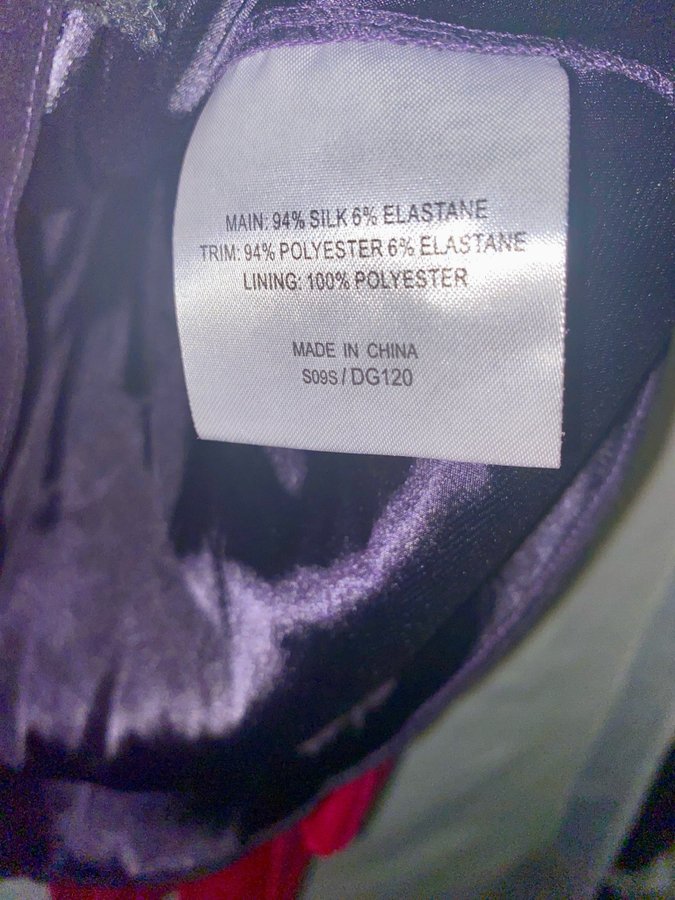 MAIN: 94% SILK 6% ELASTANE
TRIM: 94% POLYESTER 6% ELASTANE
LINING: 100% POLYESTER
MADE IN CHINA
S09S / DG120